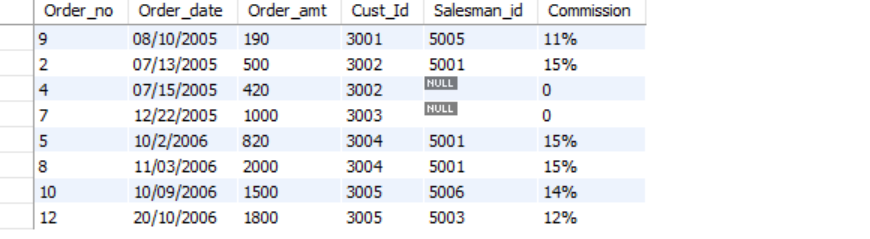 Order_no Order_date Order_amt Cust_Id Salesman_id Commission
9 08/10/2005 190 3001 5005 11%
2 07/13/2005 500 3002 5001 15%
4 07/15/2005 420 3002 NULL 0
7 12/22/2005 1000 3003 NULL 0
5 10/2/2006 820 3004 5001 15%
8 11/03/2006 2000 3004 5001 15%
10 10/09/2006 1500 3005 5006 14%
12 20/10/2006 1800 3005 5003 12%